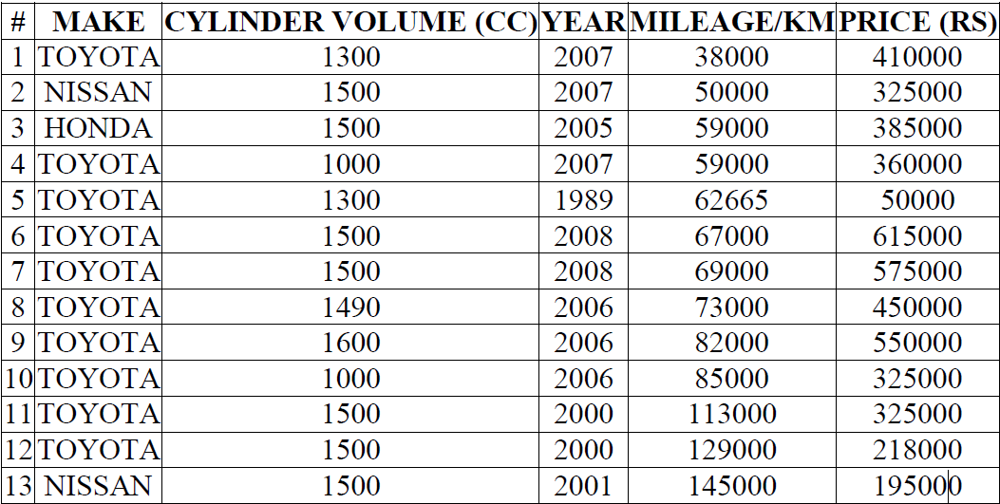 # MAKE CYLINDER VOLUME (CC) YEAR MILEAGE/KM PRICE (RS)
1 TOYOTA 1300 2007 38000 410000
2 NISSAN 1500 2007 50000 325000
3 HONDA 1500 2005 59000 385000
4 TOYOTA 1000 2007 59000 360000
5 TOYOTA 1300 1989 62665 50000
6 TOYOTA 1500 2008 67000 615000
7 TOYOTA 1500 2008 69000 575000
8 TOYOTA 1490 2006 73000 450000
9 TOYOTA 1600 2006 82000 550000
10 TOYOTA 1000 2006 85000 325000
11 TOYOTA 1500 2000 113000 325000
12 TOYOTA 1500 2000 129000 218000
13 NISSAN 1500 2001 145000 195000